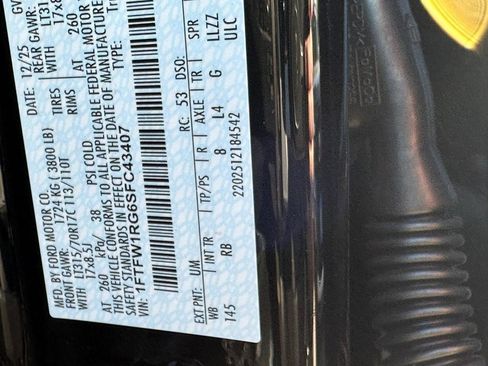 MFD. BY FORD MOTOR CO.
DATE: 12/25
GV
FRONT GAWR: 1724 KG ( 3800 LB)
REAR GAWR:
LT315/70R17C 113/110T
TIRES
WITH
LT31
17x8.5J
RIMS
17x8
AT 260 kPa/ 38 PSI COLD
AT 260
THIS VEHICLE CONFORMS TO ALL APPLICABLE FEDERAL MOTOR
SAFETY STANDARDS IN EFFECT ON THE DATE OF MANUFACTURE
VIN: 1FTFW1RG6SFC43407
TYPE:
EXT PNT: UM RC: 53 DSO:
WB INT TR TP/PS R AXLE TR SPR
145 RB 8 L4 G LLZZ
2202512184542 ULC